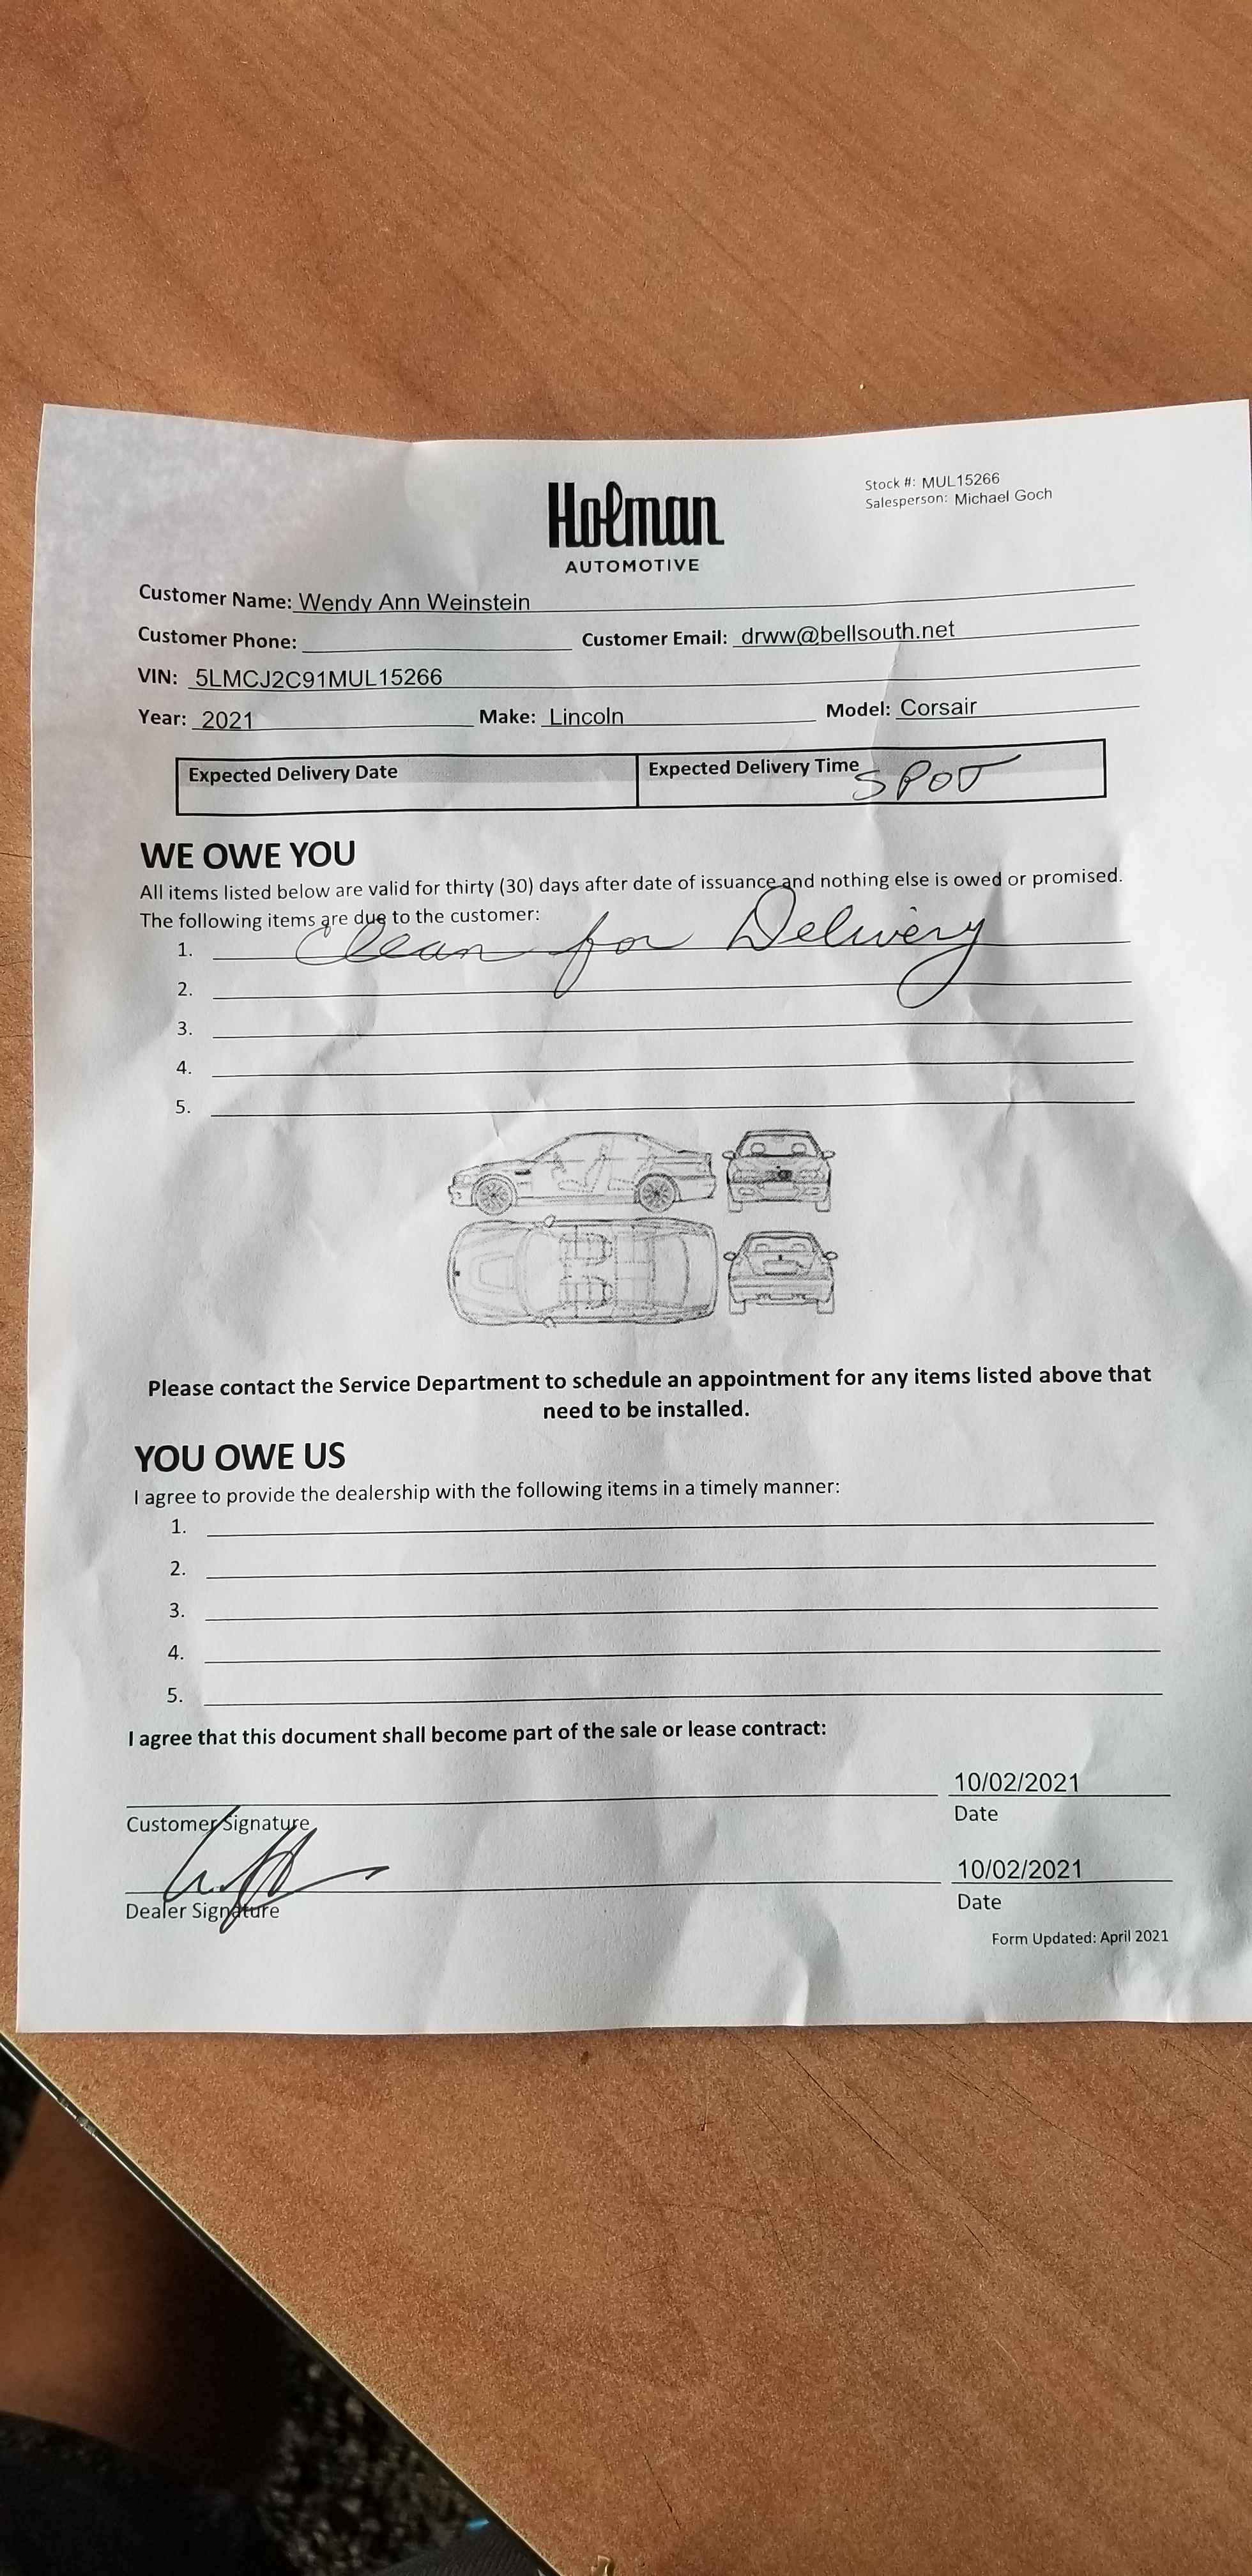 Holman
AUTOMOTIVE
Stock #: MUL15266
Salesperson: Michael Goch
Customer Name: Wendy Ann Weinstein
Customer Phone: Customer Email: drww@bellsouth.net
VIN: 5LMCJ2C91MUL15266
Year: 2021 Make: Lincoln Model: Corsair
Expected Delivery Date Expected Delivery Time SPOT
WE OWE YOU
All items listed below are valid for thirty (30) days after date of issuance and nothing else is owed or promised.
The following items are due to the customer:
1. Clean for Delivery
2.
3.
4.
5.
Please contact the Service Department to schedule an appointment for any items listed above that
need to be installed.
YOU OWE US
I agree to provide the dealership with the following items in a timely manner:
1.
2.
3.
4.
5.
I agree that this document shall become part of the sale or lease contract:
10/02/2021
Customer Signature Date
10/02/2021
Dealer Signature Date
Form Updated: April 2021